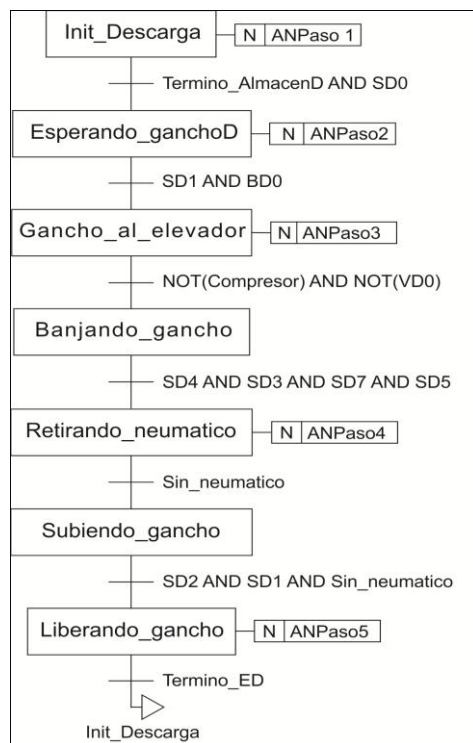 Init_Descarga N ANPaso 1
Termino_AlmacenD AND SD0
Esperando_ganchoD N ANPaso2
SD1 AND BD0
Gancho_al_elevador N ANPaso3
NOT(Compresor) AND NOT(VD0)
Banjando_gancho
SD4 AND SD3 AND SD7 AND SD5
Retirando_neumatico N ANPaso4
Sin_neumatico
Subiendo_gancho
SD2 AND SD1 AND Sin_neumatico
Liberando_gancho N ANPaso5
Termino_ED
Init_Descarga